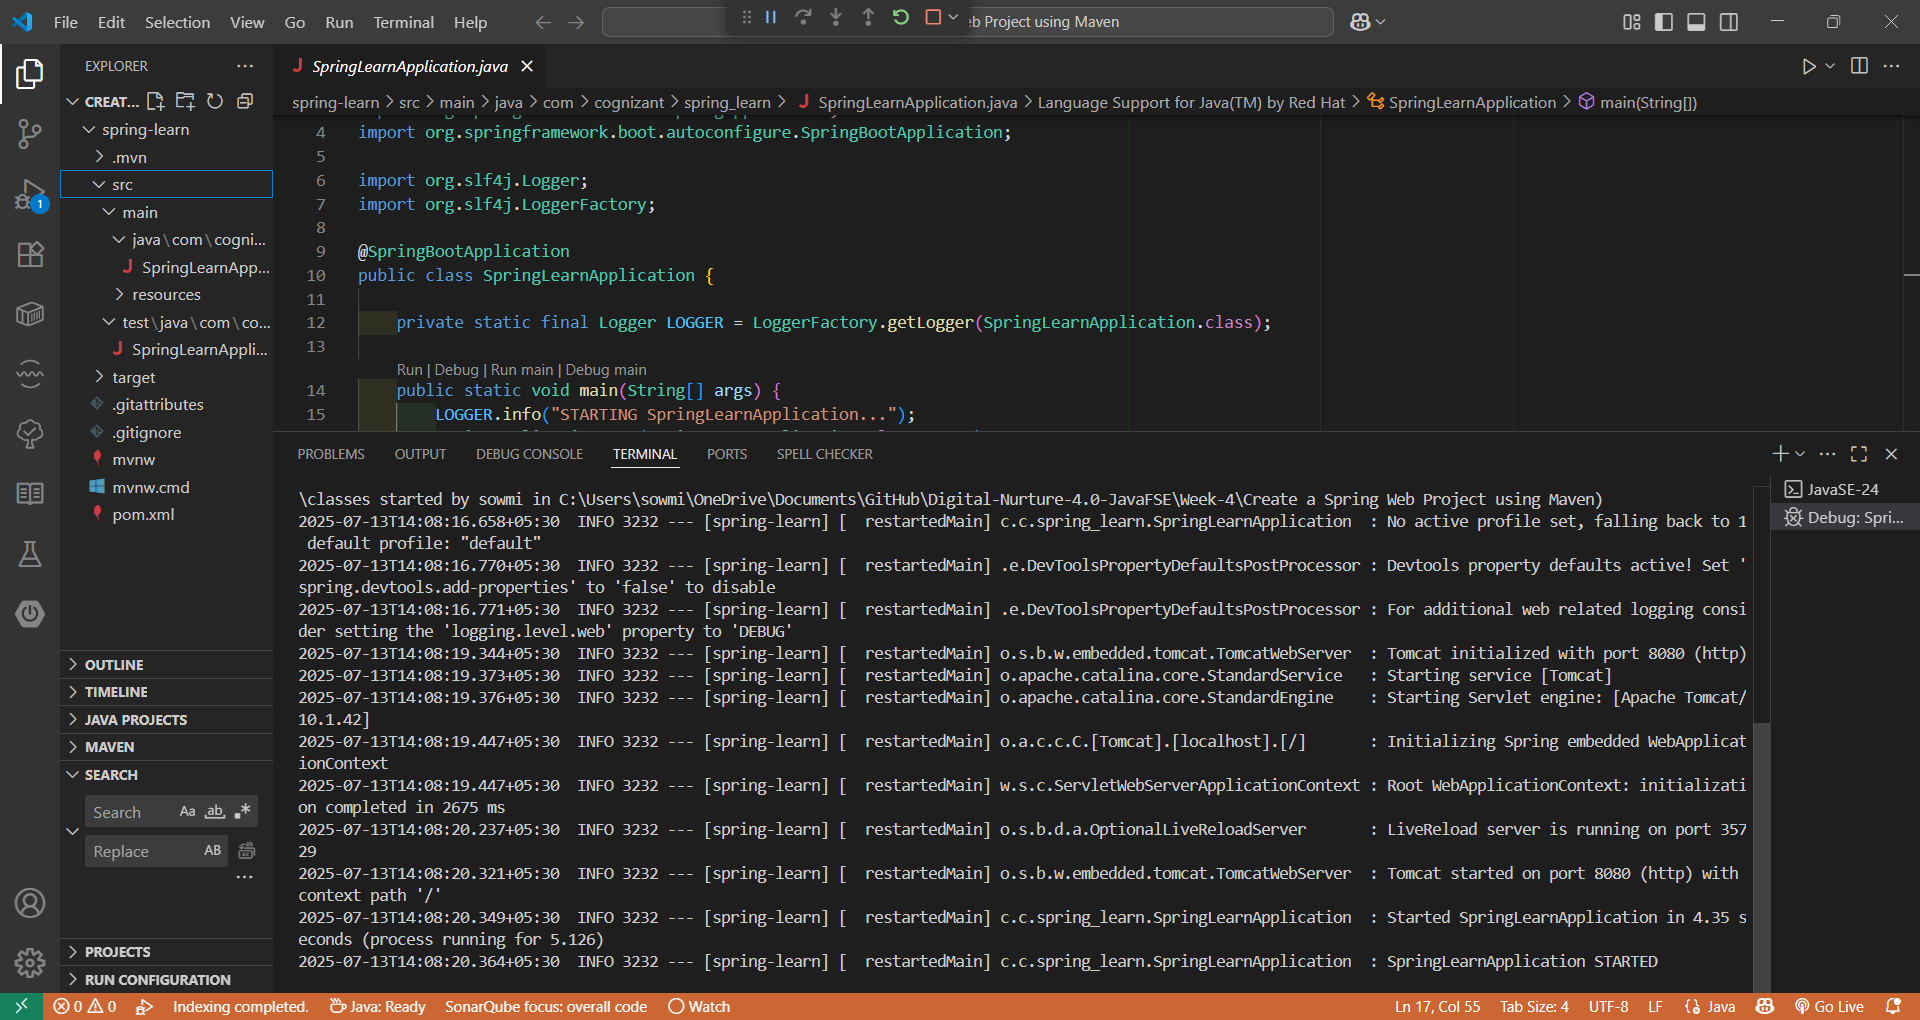 File Edit Selection View Go Run Terminal Help
eb Project using Maven
EXPLORER
SpringLearnApplication.java
CREAT...
spring-learn > src > main > java > com > cognizant > spring_learn > SpringLearnApplication.java > Language Support for Java(TM) by Red Hat > SpringLearnApplication > main(String[])
spring-learn
.mvn
src
main
java\com\cogni...
SpringLearnApp...
resources
test\java\com\co...
SpringLearnAppli...
target
.gitattributes
.gitignore
mvnw
mvnw.cmd
pom.xml
1
OUTLINE
TIMELINE
JAVA PROJECTS
MAVEN
SEARCH
Search Aa ab
Replace AB
PROJECTS
RUN CONFIGURATION
4 import org.springframework.boot.autoconfigure.SpringBootApplication;
5
6 import org.slf4j.Logger;
7 import org.slf4j.LoggerFactory;
8
9 @SpringBootApplication
10 public class SpringLearnApplication {
11
12 private static final Logger LOGGER = LoggerFactory.getLogger(SpringLearnApplication.class);
13
Run | Debug | Run main | Debug main
14 public static void main(String[] args) {
15 LOGGER.info("STARTING SpringLearnApplication...");
PROBLEMS OUTPUT DEBUG CONSOLE TERMINAL PORTS SPELL CHECKER
JavaSE-24
Debug: Spri...
\classes started by sowmi in C:\Users\sowmi\OneDrive\Documents\GitHub\Digital-Nurture-4.0-JavaFSE\Week-4\Create a Spring Web Project using Maven)
2025-07-13T14:08:16.658+05:30  INFO 3232 --- [spring-learn] [  restartedMain] c.c.spring_learn.SpringLearnApplication  : No active profile set, falling back to 1
default profile: "default"
2025-07-13T14:08:16.770+05:30  INFO 3232 --- [spring-learn] [  restartedMain] .e.DevToolsPropertyDefaultsPostProcessor : Devtools property defaults active! Set '
spring.devtools.add-properties' to 'false' to disable
2025-07-13T14:08:16.771+05:30  INFO 3232 --- [spring-learn] [  restartedMain] .e.DevToolsPropertyDefaultsPostProcessor : For additional web related logging consi
der setting the 'logging.level.web' property to 'DEBUG'
2025-07-13T14:08:19.344+05:30  INFO 3232 --- [spring-learn] [  restartedMain] o.s.b.w.embedded.tomcat.TomcatWebServer  : Tomcat initialized with port 8080 (http)
2025-07-13T14:08:19.373+05:30  INFO 3232 --- [spring-learn] [  restartedMain] o.apache.catalina.core.StandardService   : Starting service [Tomcat]
2025-07-13T14:08:19.376+05:30  INFO 3232 --- [spring-learn] [  restartedMain] o.apache.catalina.core.StandardEngine    : Starting Servlet engine: [Apache Tomcat/
10.1.42]
2025-07-13T14:08:19.447+05:30  INFO 3232 --- [spring-learn] [  restartedMain] o.a.c.c.C.[Tomcat].[localhost].[/]       : Initializing Spring embedded WebApplicat
ionContext
2025-07-13T14:08:19.447+05:30  INFO 3232 --- [spring-learn] [  restartedMain] w.s.c.ServletWebServerApplicationContext : Root WebApplicationContext: initializati
on completed in 2675 ms
2025-07-13T14:08:20.237+05:30  INFO 3232 --- [spring-learn] [  restartedMain] o.s.b.d.a.OptionalLiveReloadServer       : LiveReload server is running on port 357
29
2025-07-13T14:08:20.321+05:30  INFO 3232 --- [spring-learn] [  restartedMain] o.s.b.w.embedded.tomcat.TomcatWebServer  : Tomcat started on port 8080 (http) with
context path '/'
2025-07-13T14:08:20.349+05:30  INFO 3232 --- [spring-learn] [  restartedMain] c.c.spring_learn.SpringLearnApplication  : Started SpringLearnApplication in 4.35 s
econds (process running for 5.126)
2025-07-13T14:08:20.364+05:30  INFO 3232 --- [spring-learn] [  restartedMain] c.c.spring_learn.SpringLearnApplication  : SpringLearnApplication STARTED
0 0 Indexing completed. Java: Ready SonarQube focus: overall code Watch Ln 17, Col 55 Tab Size: 4 UTF-8 LF {} Java Go Live